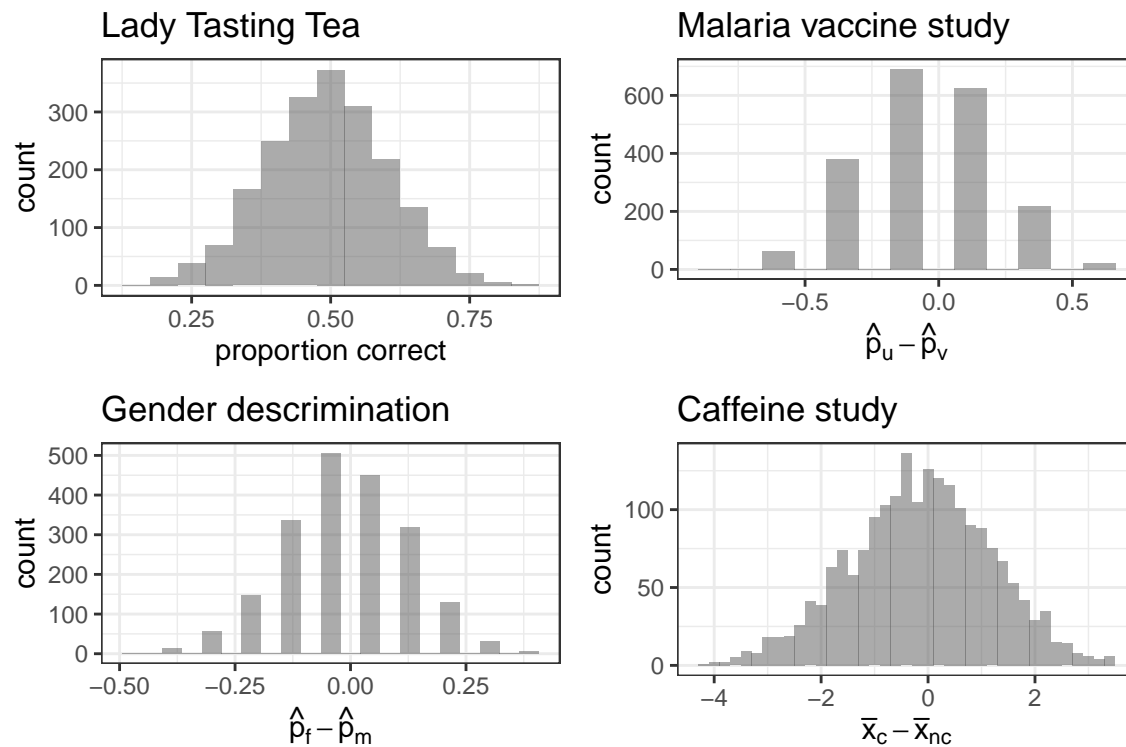 Lady Tasting Tea
count
300
200
100
0
0.25 0.50 0.75
proportion correct
Malaria vaccine study
count
600
400
200
0
−0.5 0.0 0.5
p̂u − p̂v
Gender descrimination
count
500
400
300
200
100
0
−0.50 −0.25 0.00 0.25
p̂f − p̂m
Caffeine study
count
100
50
0
−4 −2 0 2
x̄c − x̄nc